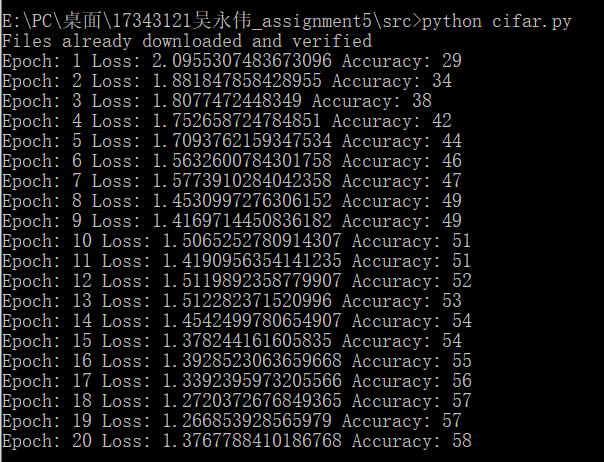 E:\PC\桌面\17343121吴永伟_assignment5\src>python cifar.py
Files already downloaded and verified
Epoch: 1 Loss: 2.0955307483673096 Accuracy: 29
Epoch: 2 Loss: 1.881847858428955 Accuracy: 34
Epoch: 3 Loss: 1.8077472448349 Accuracy: 38
Epoch: 4 Loss: 1.752658724784851 Accuracy: 42
Epoch: 5 Loss: 1.7093762159347534 Accuracy: 44
Epoch: 6 Loss: 1.5632600784301758 Accuracy: 46
Epoch: 7 Loss: 1.5773910284042358 Accuracy: 47
Epoch: 8 Loss: 1.4530997276306152 Accuracy: 49
Epoch: 9 Loss: 1.4169714450836182 Accuracy: 49
Epoch: 10 Loss: 1.5065252780914307 Accuracy: 51
Epoch: 11 Loss: 1.4190956354141235 Accuracy: 51
Epoch: 12 Loss: 1.5119892358779907 Accuracy: 52
Epoch: 13 Loss: 1.512282371520996 Accuracy: 53
Epoch: 14 Loss: 1.4542499780654907 Accuracy: 54
Epoch: 15 Loss: 1.378244161605835 Accuracy: 54
Epoch: 16 Loss: 1.3928523063659668 Accuracy: 55
Epoch: 17 Loss: 1.3392395973205566 Accuracy: 56
Epoch: 18 Loss: 1.2720372676849365 Accuracy: 57
Epoch: 19 Loss: 1.266853928565979 Accuracy: 57
Epoch: 20 Loss: 1.3767788410186768 Accuracy: 58